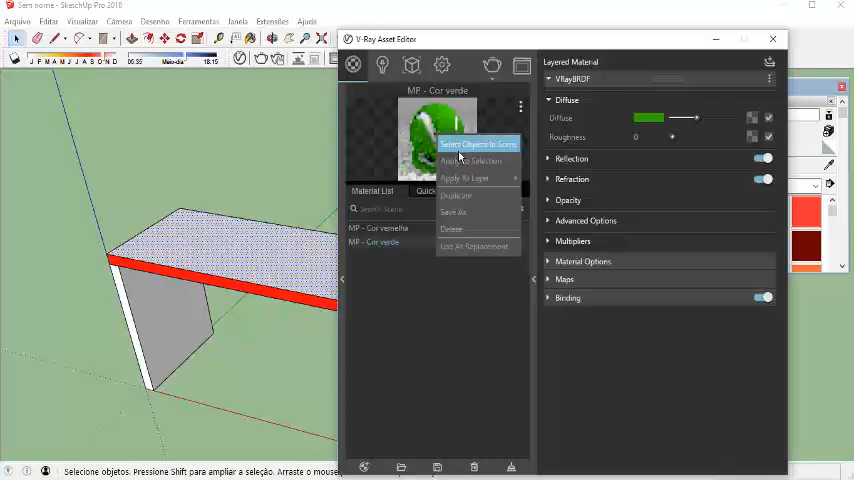 Sem nome - SketchUp Pro 2018
Arquivo Editar Visualizar Câmera Desenho Ferramentas Janela Extensões Ajuda
J F M A M J J A S O N D
Meio-dia
18:15
V-Ray Asset Editor
MP - Cor verde
Select Objects In Scene
Apply To Selection
Apply To Layer
Duplicate
Save As
Delete
Use As Replacement
Material List
Quick
Search Scene
MP - Cor vermelha
MP - Cor verde
Layered Material
VRayBRDF
Diffuse
Diffuse
Roughness 0
Reflection
Refraction
Opacity
Advanced Options
Multipliers
Material Options
Maps
Binding
Selecione objetos. Pressione Shift para ampliar a seleção. Arraste o mouse